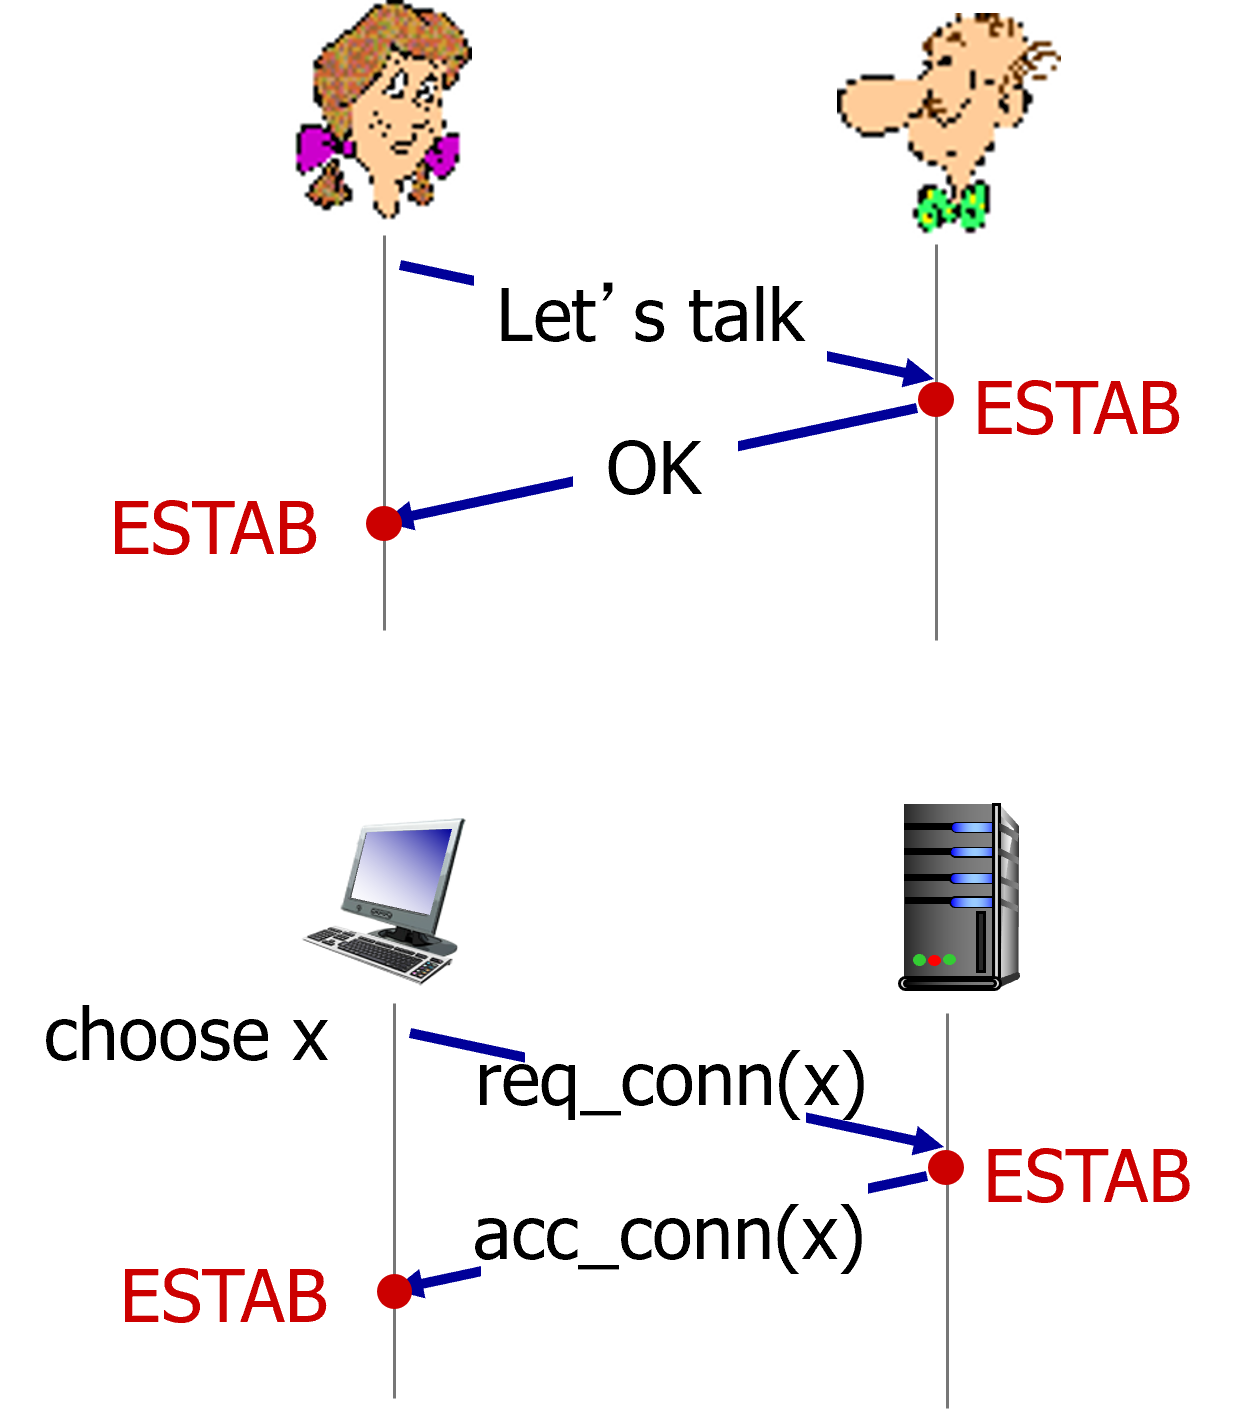 Let’s talk
ESTAB
OK
ESTAB
choose x
req_conn(x)
ESTAB
acc_conn(x)
ESTAB